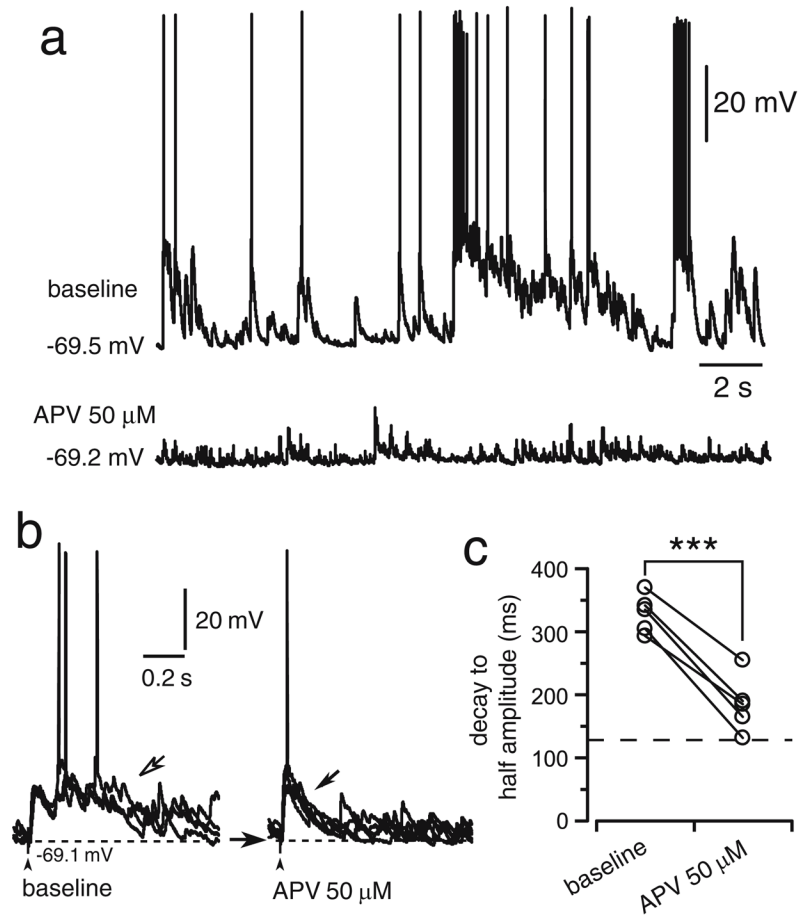 a
20 mV
baseline
-69.5 mV
2 s
APV 50 μM
-69.2 mV
b
20 mV
0.2 s
-69.1 mV
baseline
APV 50 μM
c
***
decay to
half amplitude (ms)
400
300
200
100
0
baseline
APV 50 μM